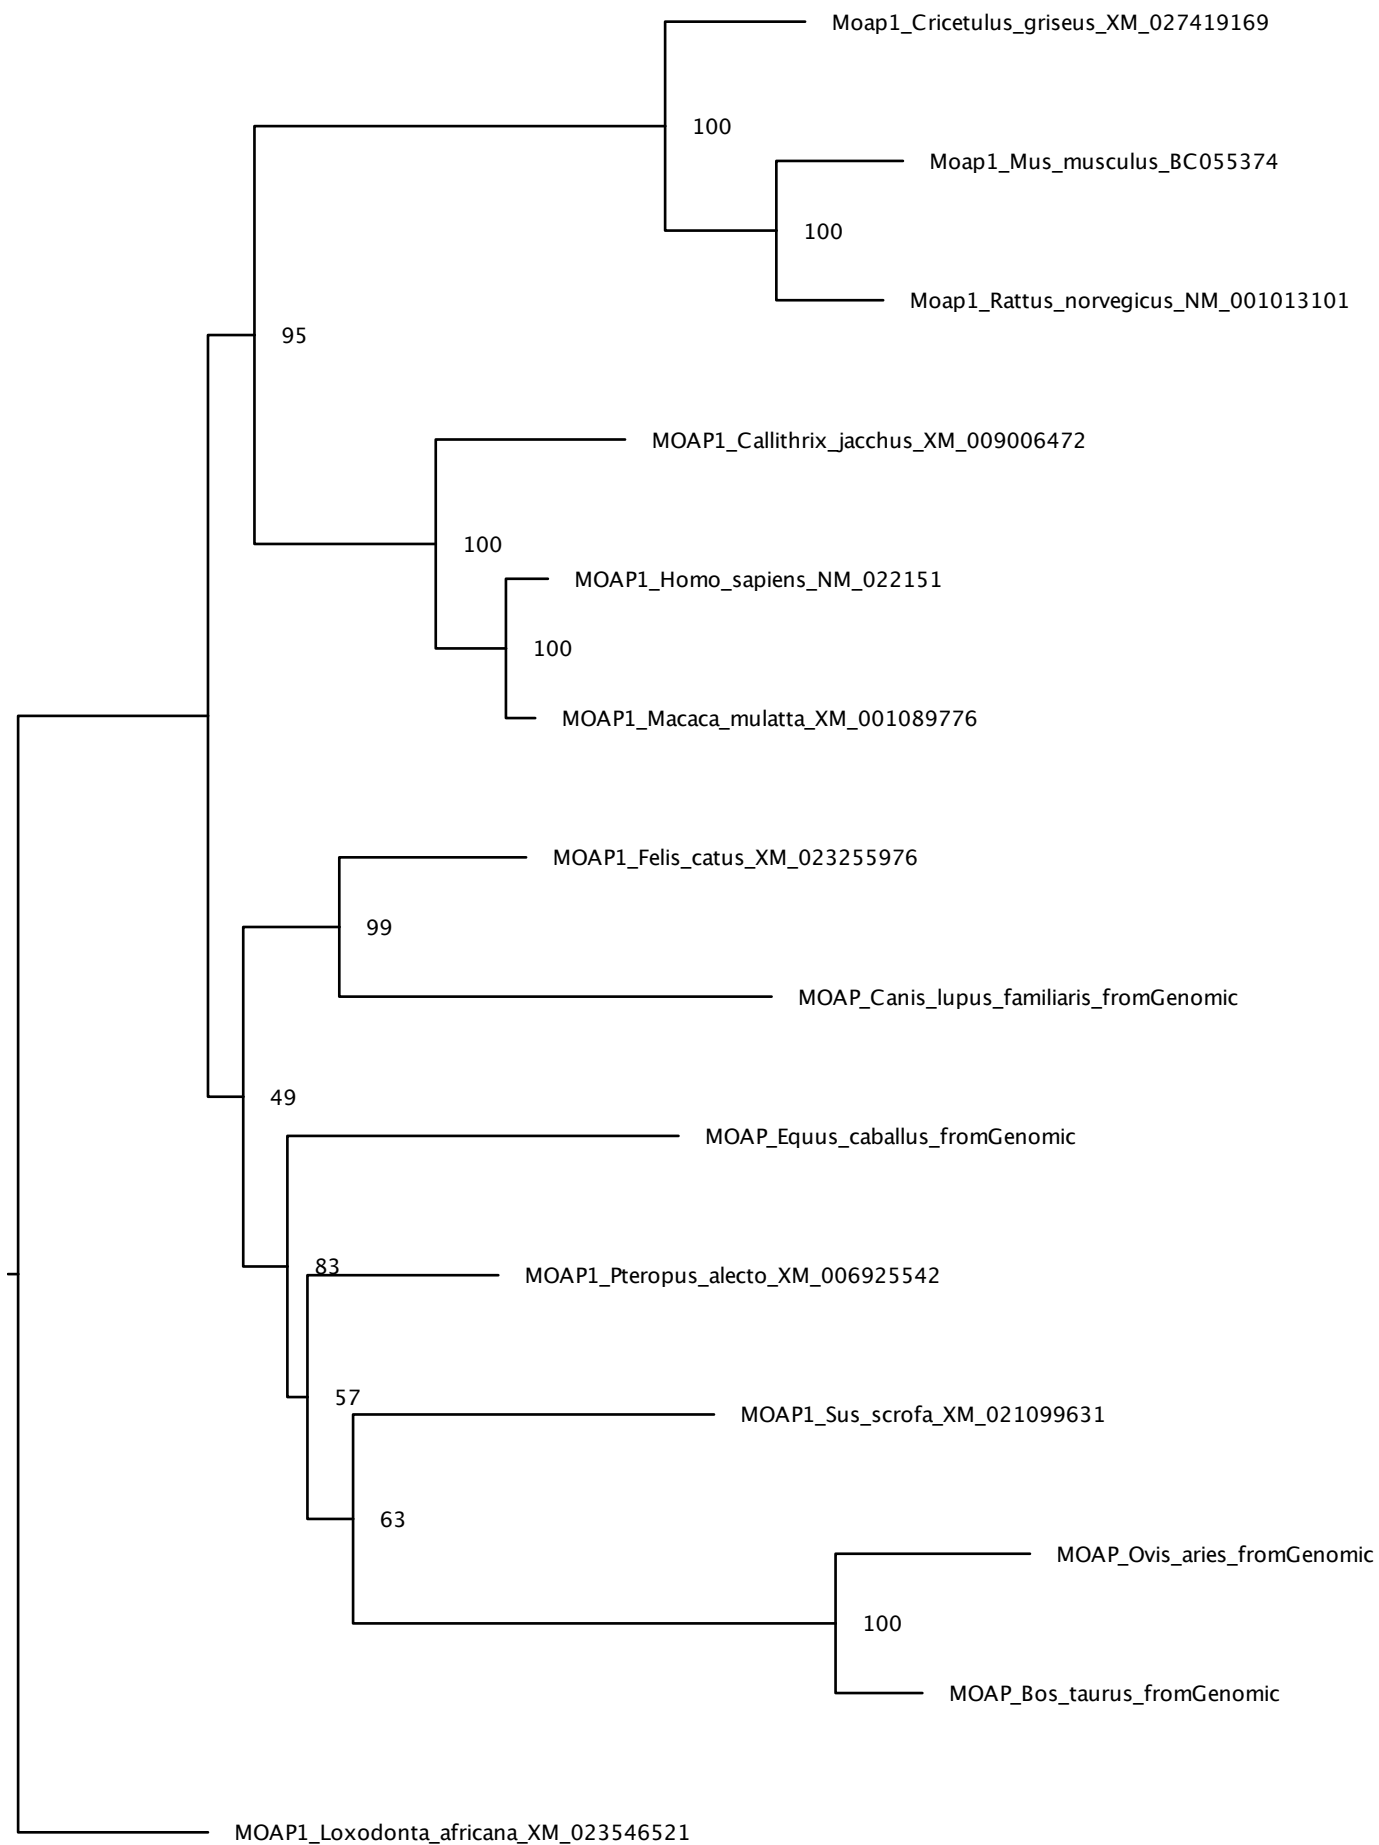 Moap1_Cricetulus_griseus_XM_027419169
100
Moap1_Mus_musculus_BC055374
100
Moap1_Rattus_norvegicus_NM_001013101
95
MOAP1_Callithrix_jacchus_XM_009006472
100
MOAP1_Homo_sapiens_NM_022151
100
MOAP1_Macaca_mulatta_XM_001089776
MOAP1_Felis_catus_XM_023255976
99
MOAP_Canis_lupus_familiaris_fromGenomic
49
MOAP_Equus_caballus_fromGenomic
83
MOAP1_Pteropus_alecto_XM_006925542
57
MOAP1_Sus_scrofa_XM_021099631
63
MOAP_Ovis_aries_fromGenomic
100
MOAP_Bos_taurus_fromGenomic
MOAP1_Loxodonta_africana_XM_023546521